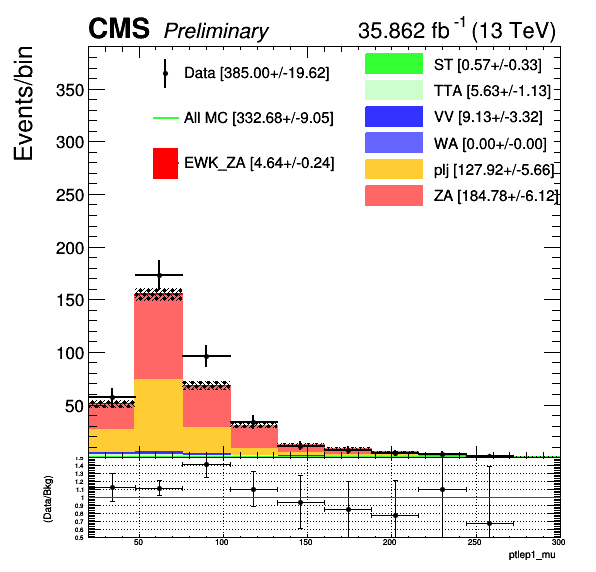 CMS Preliminary 35.862 fb⁻¹ (13 TeV)
Events/bin
Data [385.00+/-19.62]
All MC [332.68+/-9.05]
EWK_ZA [4.64+/-0.24]
ST [0.57+/-0.33]
TTA [5.63+/-1.13]
VV [9.13+/-3.32]
WA [0.00+/-0.00]
plj [127.92+/-5.66]
ZA [184.78+/-6.12]
350
300
250
200
150
100
50
(Data/Bkg)
1.5
1.4
1.3
1.2
1.1
1
0.9
0.8
0.7
0.6
0.5
50 100 150 200 250 300
ptlep1_mu